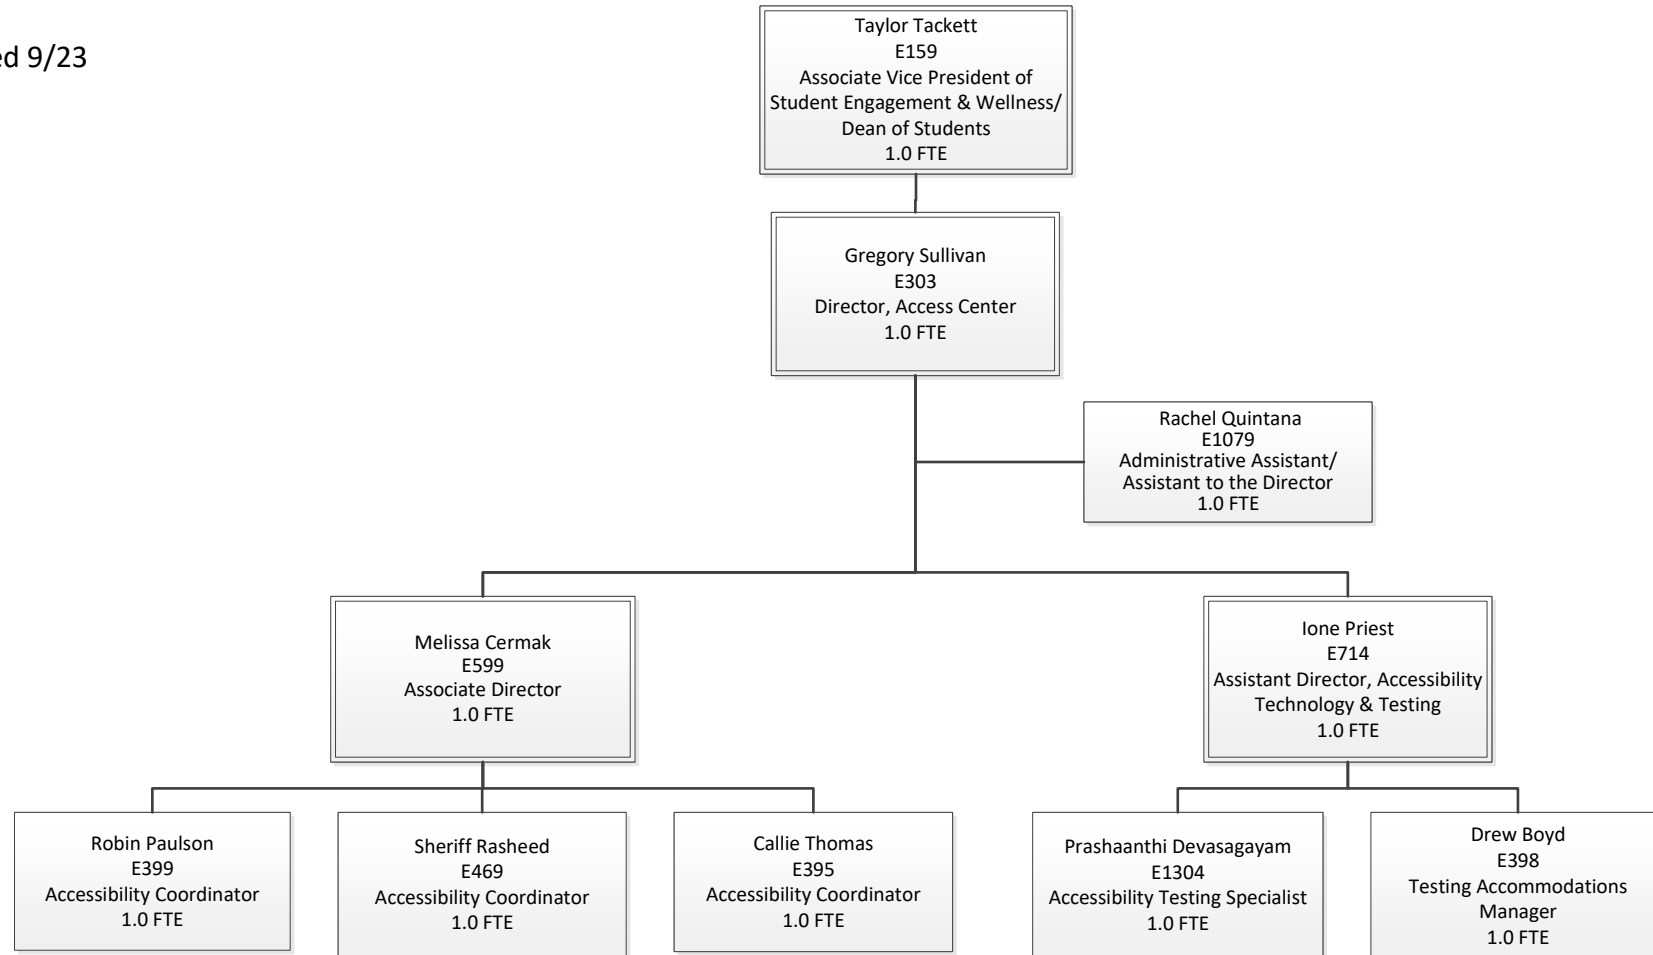 9/23
Taylor Tackett
E159
Associate Vice President of
Student Engagement & Wellness/
Dean of Students
1.0 FTE
Gregory Sullivan
E303
Director, Access Center
1.0 FTE
Rachel Quintana
E1079
Administrative Assistant/
Assistant to the Director
1.0 FTE
Melissa Cermak
E599
Associate Director
1.0 FTE
Ione Priest
E714
Assistant Director, Accessibility
Technology & Testing
1.0 FTE
Robin Paulson
E399
Accessibility Coordinator
1.0 FTE
Sheriff Rasheed
E469
Accessibility Coordinator
1.0 FTE
Callie Thomas
E395
Accessibility Coordinator
1.0 FTE
Prashaanthi Devasagayam
E1304
Accessibility Testing Specialist
1.0 FTE
Drew Boyd
E398
Testing Accommodations
Manager
1.0 FTE